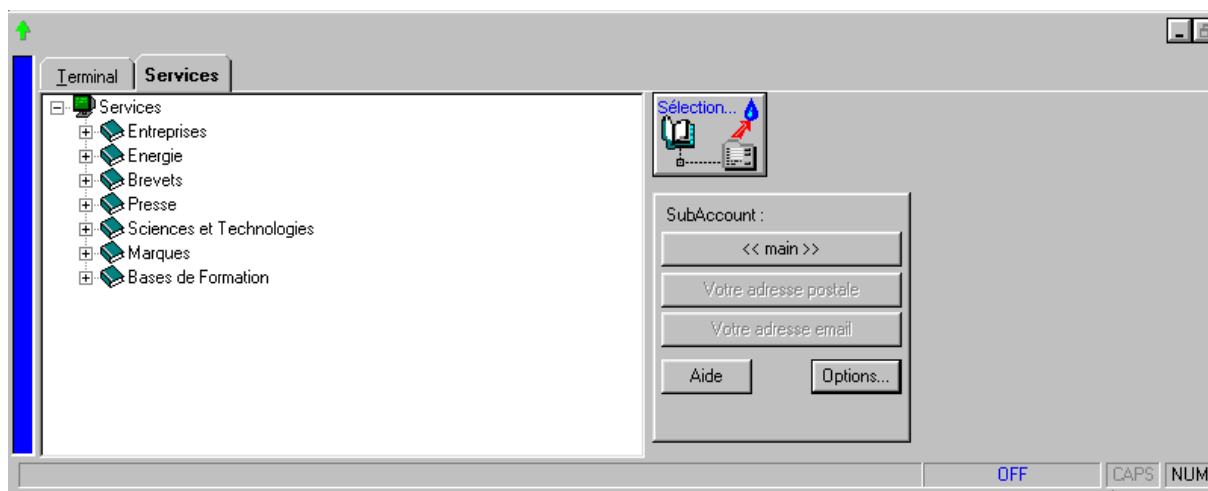 Terminal
Services
Services
Entreprises
Energie
Brevets
Presse
Sciences et Technologies
Marques
Bases de Formation
Sélection...
SubAccount :
<< main >>
Votre adresse postale
Votre adresse email
Aide
Options...
OFF
CAPS
NUM